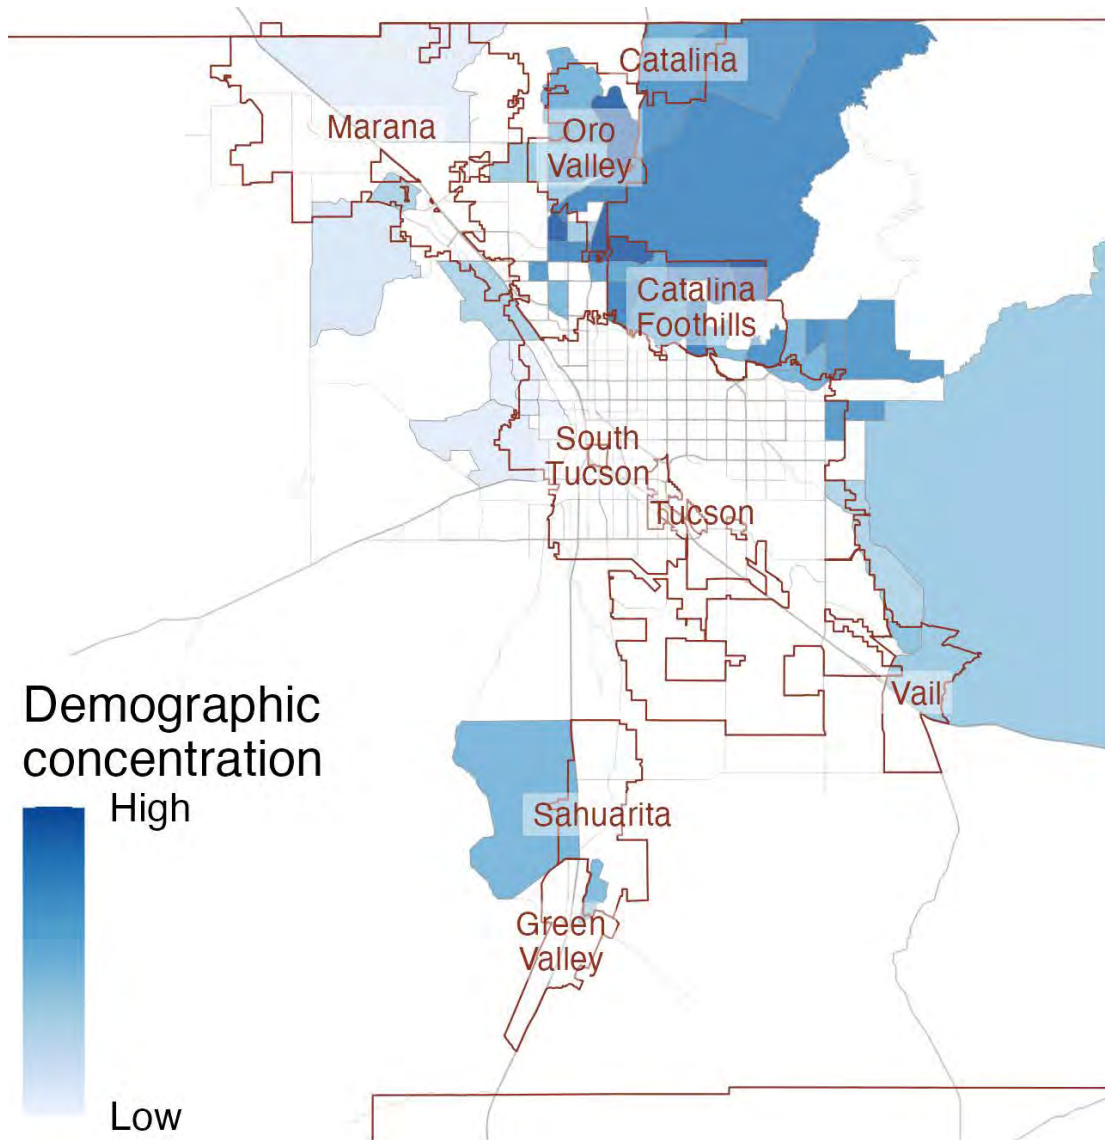 Catalina
Marana
Oro
Valley
Catalina
Foothills
South
Tucson
Tucson
Vail
Demographic
concentration
High
Low
Sahuarita
Green
Valley